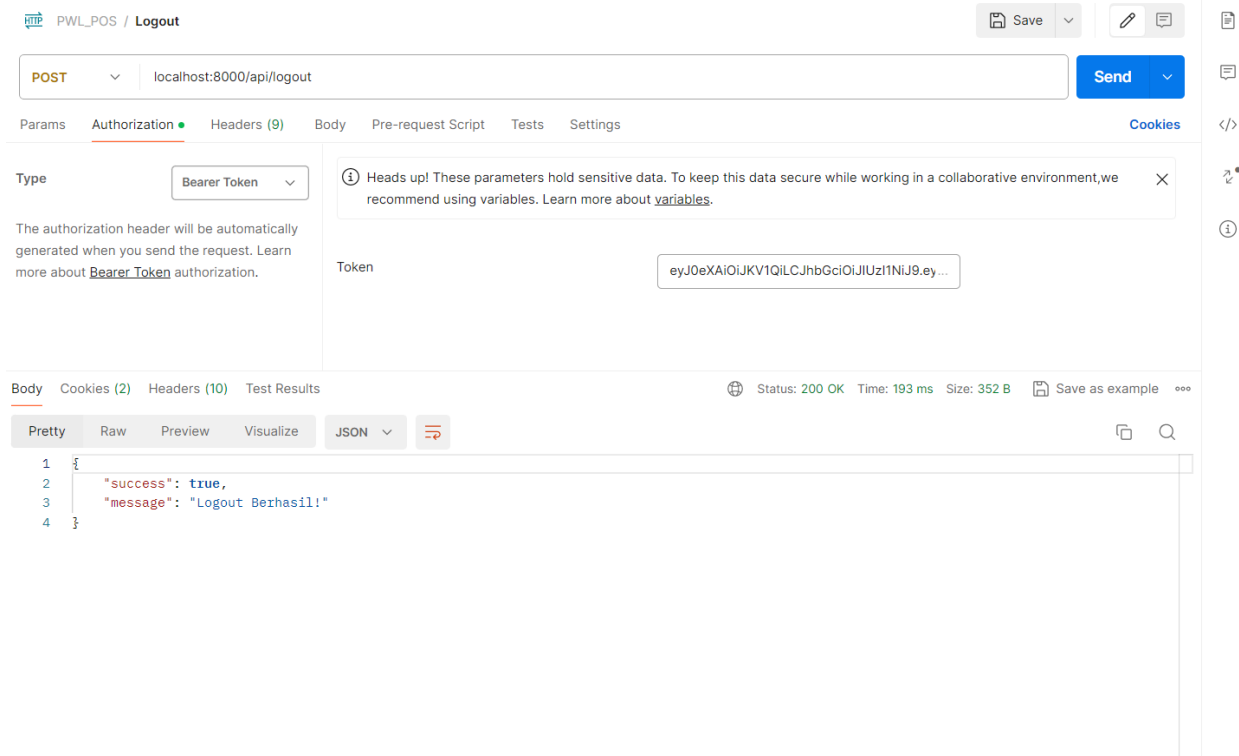 HTTP PWL_POS / Logout Save
POST localhost:8000/api/logout Send
Params Authorization Headers (9) Body Pre-request Script Tests Settings Cookies
Type Bearer Token
The authorization header will be automatically
generated when you send the request. Learn
more about Bearer Token authorization.
Heads up! These parameters hold sensitive data. To keep this data secure while working in a collaborative environment,we
recommend using variables. Learn more about variables.
Token eyJ0eXAiOiJKV1QiLCJhbGciOiJIUzI1NiJ9.ey...
Body Cookies (2) Headers (10) Test Results Status: 200 OK Time: 193 ms Size: 352 B Save as example
Pretty Raw Preview Visualize JSON
1 {
2 "success": true,
3 "message": "Logout Berhasil!"
4 }